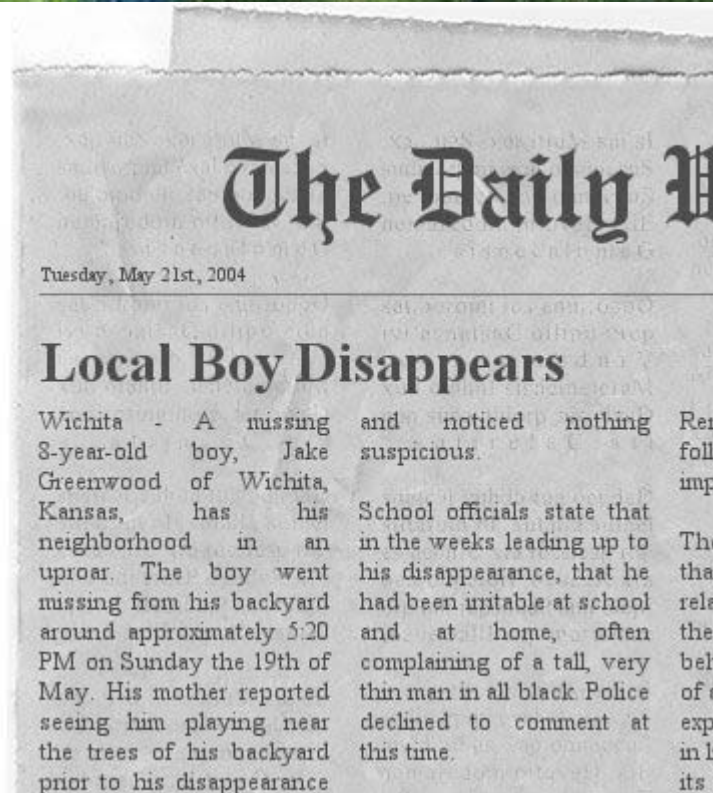 The Daily
Tuesday, May 21st, 2004
Local Boy Disappears
Wichita - A missing
8-year-old boy, Jake
Greenwood of Wichita,
Kansas, has his
neighborhood in an
uproar. The boy went
missing from his backyard
around approximately 5:20
PM on Sunday the 19th of
May. His mother reported
seeing him playing near
the trees of his backyard
prior to his disappearance
and noticed nothing
suspicious.
School officials state that
in the weeks leading up to
his disappearance, that he
had been irritable at school
and at home, often
complaining of a tall, very
thin man in all black. Police
declined to comment at
this time.